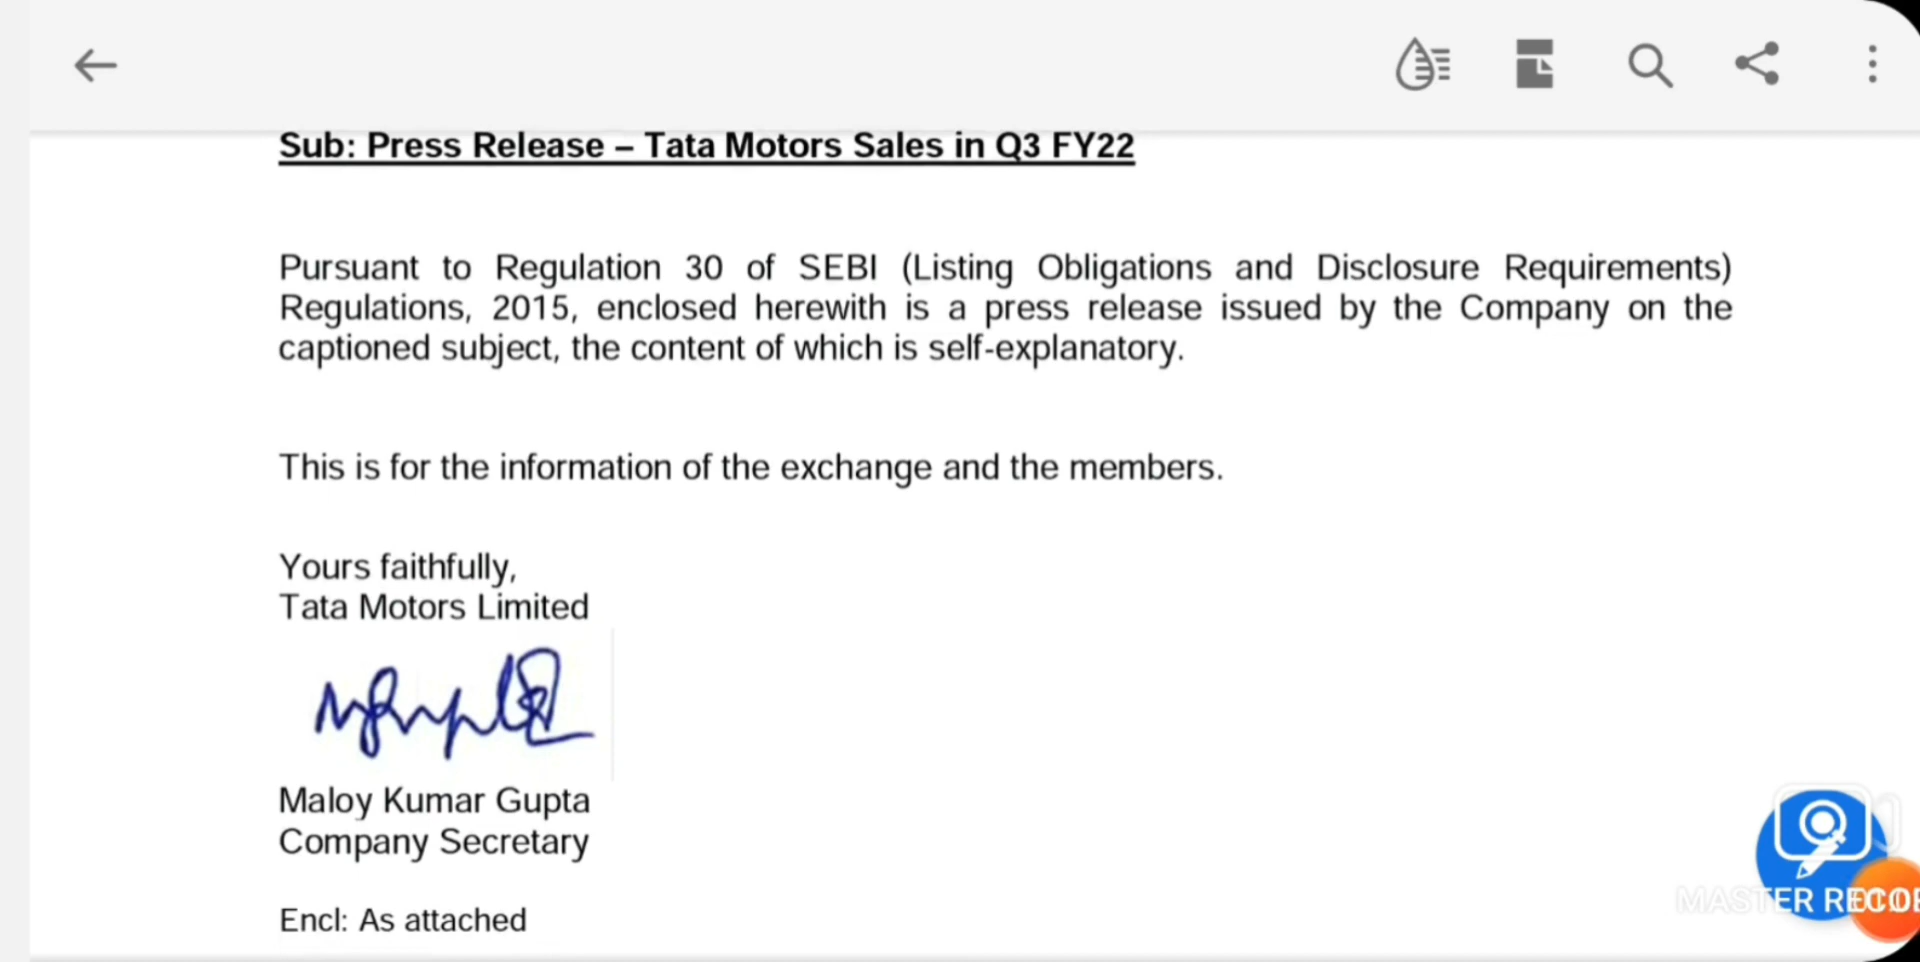 Sub: Press Release – Tata Motors Sales in Q3 FY22
Pursuant to Regulation 30 of SEBI (Listing Obligations and Disclosure Requirements)
Regulations, 2015, enclosed herewith is a press release issued by the Company on the
captioned subject, the content of which is self-explanatory.
This is for the information of the exchange and the members.
Yours faithfully,
Tata Motors Limited
Maloy Kumar Gupta
Company Secretary
Encl: As attached
MASTER